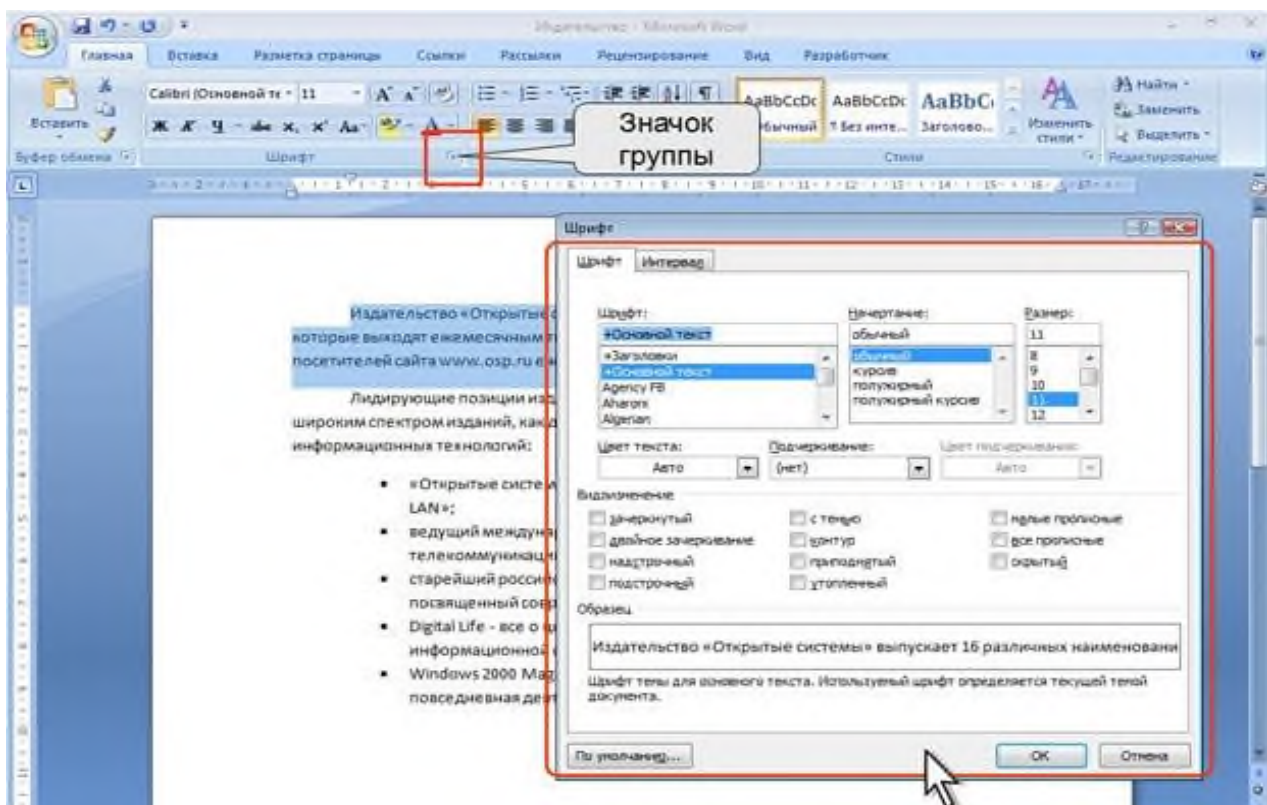 Издательство - Microsoft Word
Главная Вставка Разметка страницы Ссылки Рассылки Рецензирование Вид Разработчик
Calibri (Основной те 11
Найти
Вставить
Ж К Ч abc x, x' Aa
AaBbCcDc AaBbCcDc AaBbC
Заменить
Изменить стили
Выделить
Т Без инте... Заголово...
Буфер обмена Шрифт Стили Редактирование
Значок
группы
Шрифт
Шрифт Интервал
Шрифт: Начертание: Размер:
+Основной текст обычный 11
+Заголовки обычный 8
+Основной текст курсив 9
Agency FB полужирный 10
Aharoni полужирный курсив 11
Algerian 12
Цвет текста: Подчеркивание: Цвет подчеркивания:
Авто (нет) Авто
Видоизменение
зачеркнутый с тенью малые прописные
двойное зачеркивание контур все прописные
надстрочный приподнятый скрытый
подстрочный утопленный
Образец
Издательство «Открытые системы» выпускает 16 различных наименовани
Шрифт темы для основного текста. Используемый шрифт определяется текущей темой
документа.
По умолчанию... ОК Отмена
Издательство «Открытые
которые выходят ежемесячным
посетителей сайта www.osp.ru
Лидирующие позиции
широким спектром изданий, как
информационных технологий:
«Открытые систем
LAN»;
ведущий междуна
телекоммуникаци
старейший россий
посвященный совр
Digital Life - все о
информационной
Windows 2000 Mag
повседневная деят